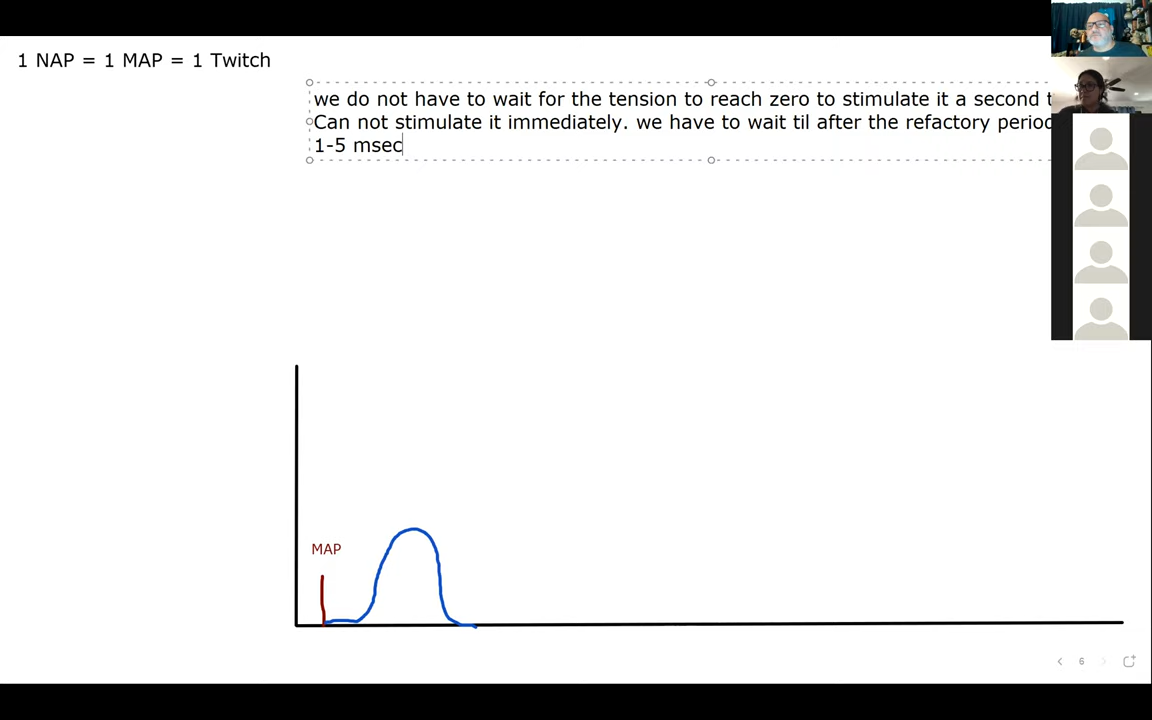 1 NAP = 1 MAP = 1 Twitch
we do not have to wait for the tension to reach zero to stimulate it a second
Can not stimulate it immediately. we have to wait til after the refactory period
1-5 msec
MAP
6